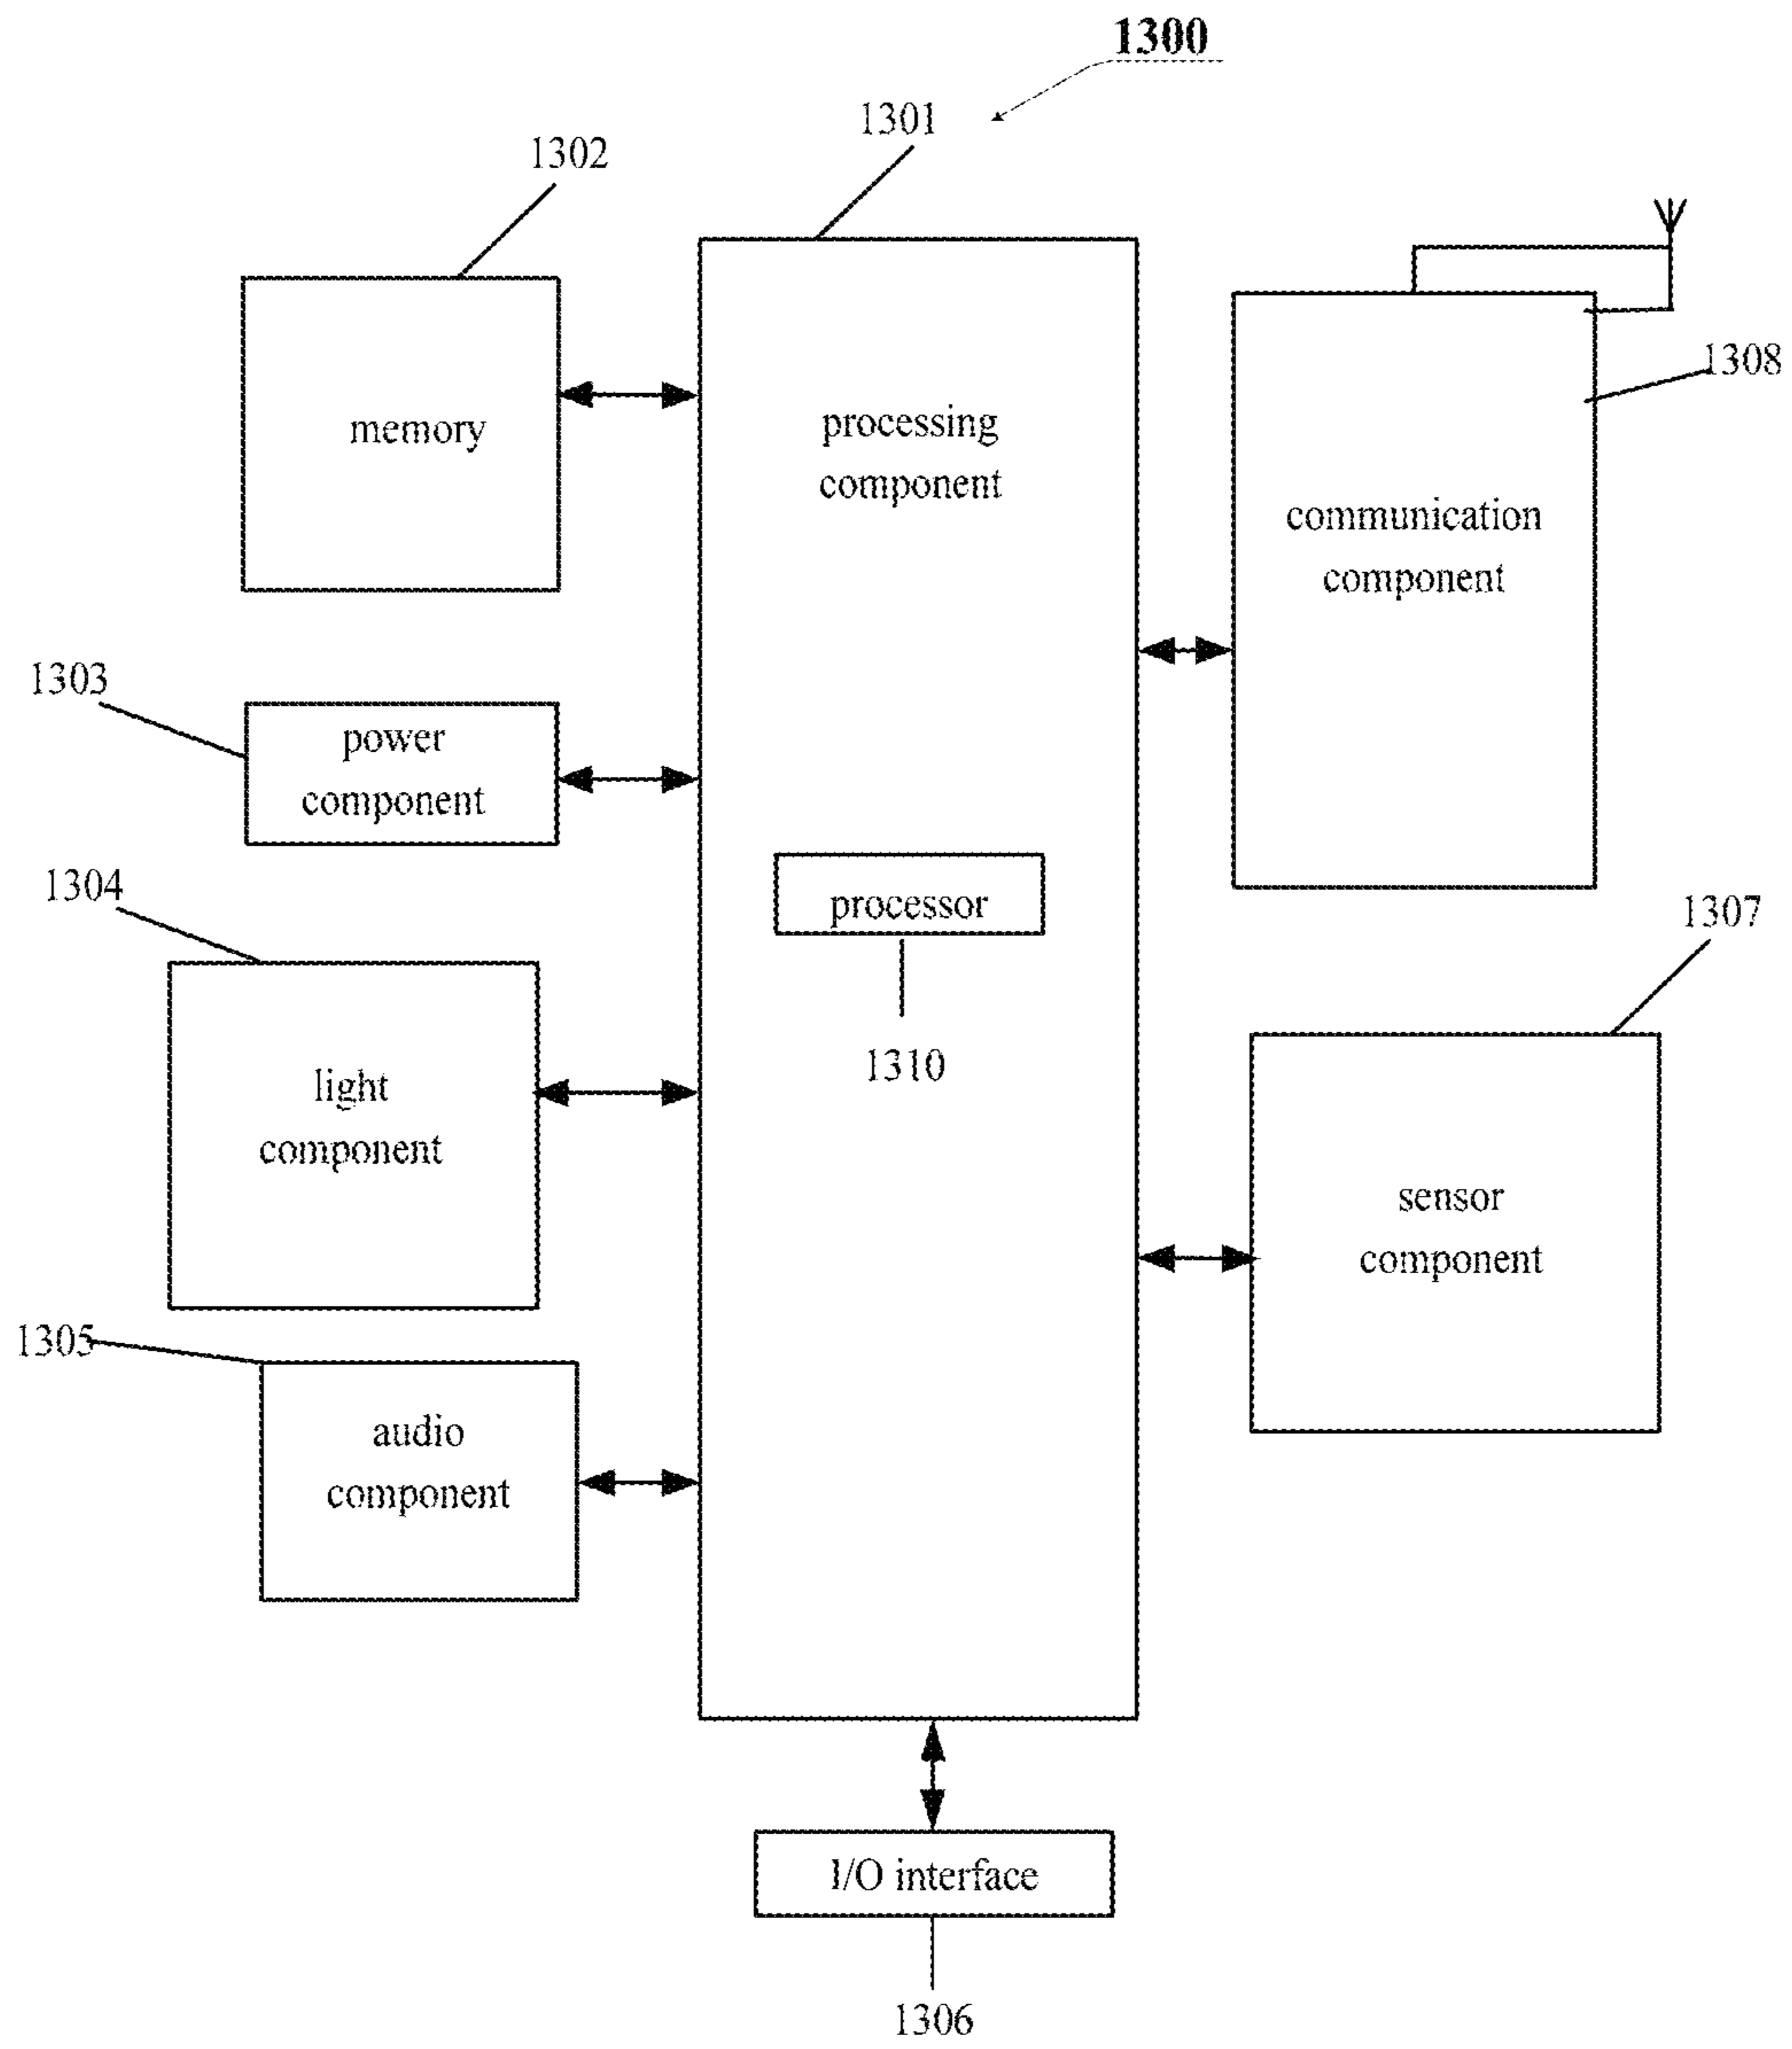 1300
1301
1302
1308
memory
processing
component
communication
component
1303
power
component
1304
processor
1307
1310
light
component
sensor
component
1305
audio
component
I/O interface
1306